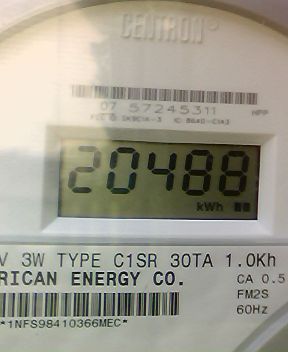 CENTRON®
07 57245311 HPP
20488
kWh
V 3W TYPE C1SR 30TA 1.0Kh
RICAN ENERGY CO. CA 0.5
FM2S
60Hz
*1NFS98410366MEC*